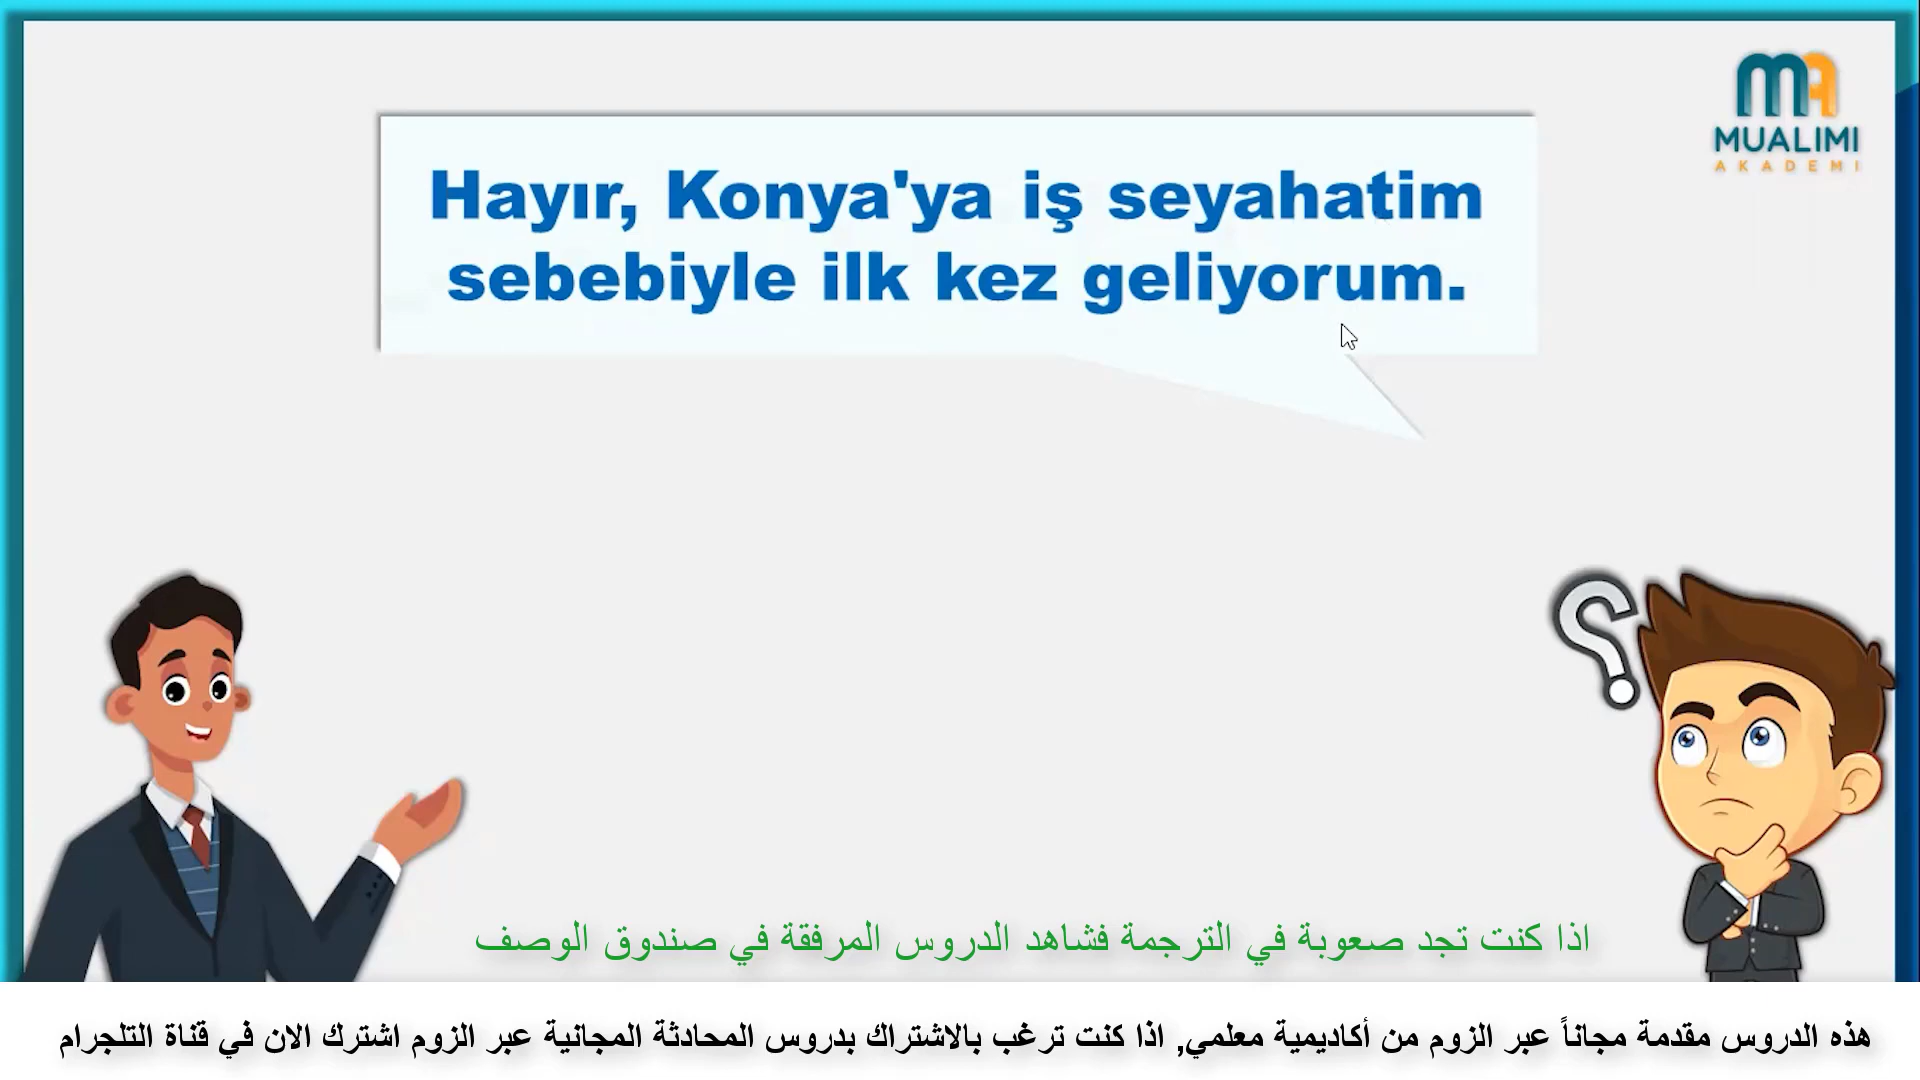 MUALIMI
AKADEMI
Hayır, Konya'ya iş seyahatim
sebebiyle ilk kez geliyorum.
اذا كنت تجد صعوبة في الترجمة فشاهد الدروس المرفقة في صندوق الوصف
هذه الدروس مقدمة مجاناً عبر الزوم من أكاديمية معلمي, اذا كنت ترغب بالاشتراك بدروس المحادثة المجانية عبر الزوم اشترك الان في قناة التلجرام